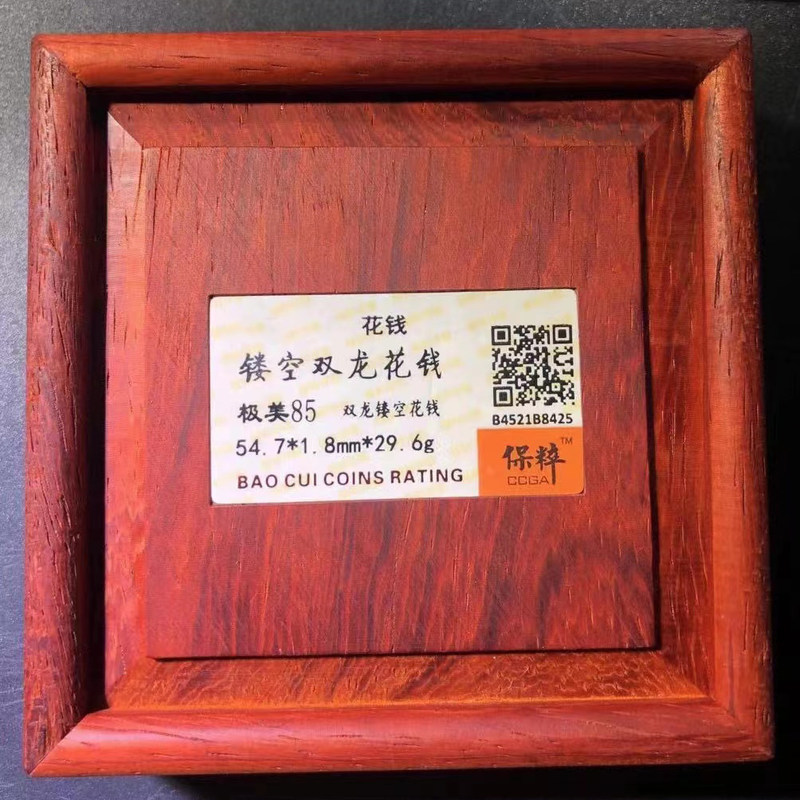 花钱
镂空双龙花钱
极美85 双龙镂空花钱
54.7*1.8mm*29.6g
BAO CUI COINS RATING
B4521B8425
保粹™
CCGA